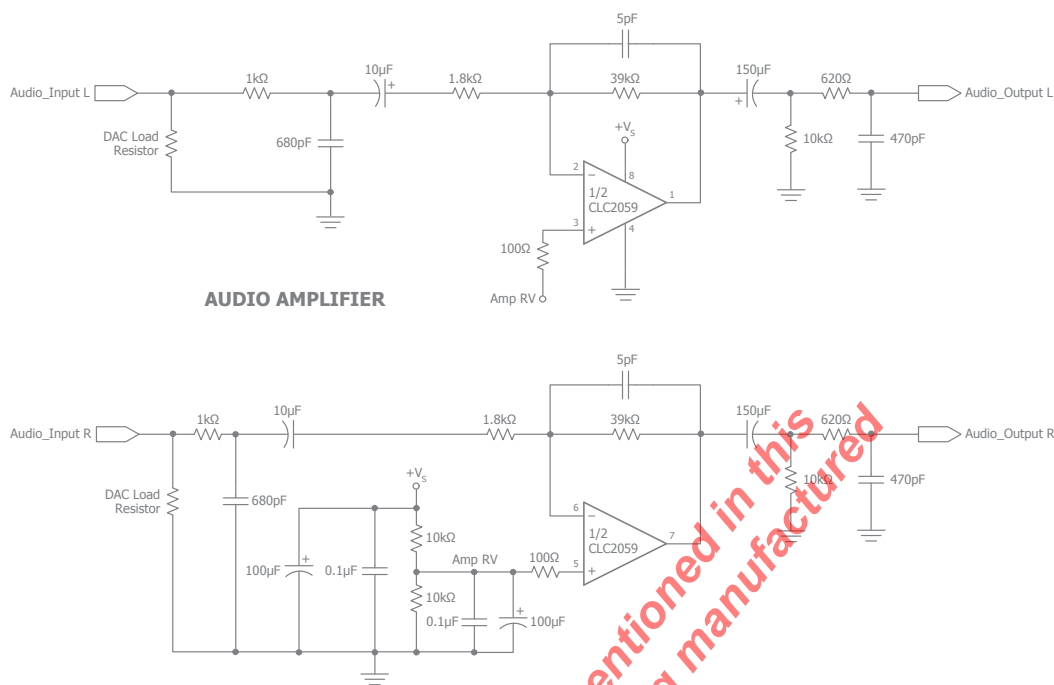 5pF
Audio_Input L
1kΩ
10µF
+
1.8kΩ
39kΩ
150µF
+
620Ω
Audio_Output L
DAC Load
Resistor
680pF
+Vs
10kΩ
470pF
2
−
8
1/2
CLC2059
1
3
+
4
100Ω
Amp RV
AUDIO AMPLIFIER
5pF
Audio_Input R
1kΩ
10µF
1.8kΩ
39kΩ
150µF
620Ω
Audio_Output R
DAC Load
Resistor
680pF
+Vs
10kΩ
470pF
6
−
1/2
CLC2059
7
10kΩ
Amp RV
100Ω
5
+
100µF
+
0.1µF
10kΩ
0.1µF
+
100µF
entioned in this
g manufactured